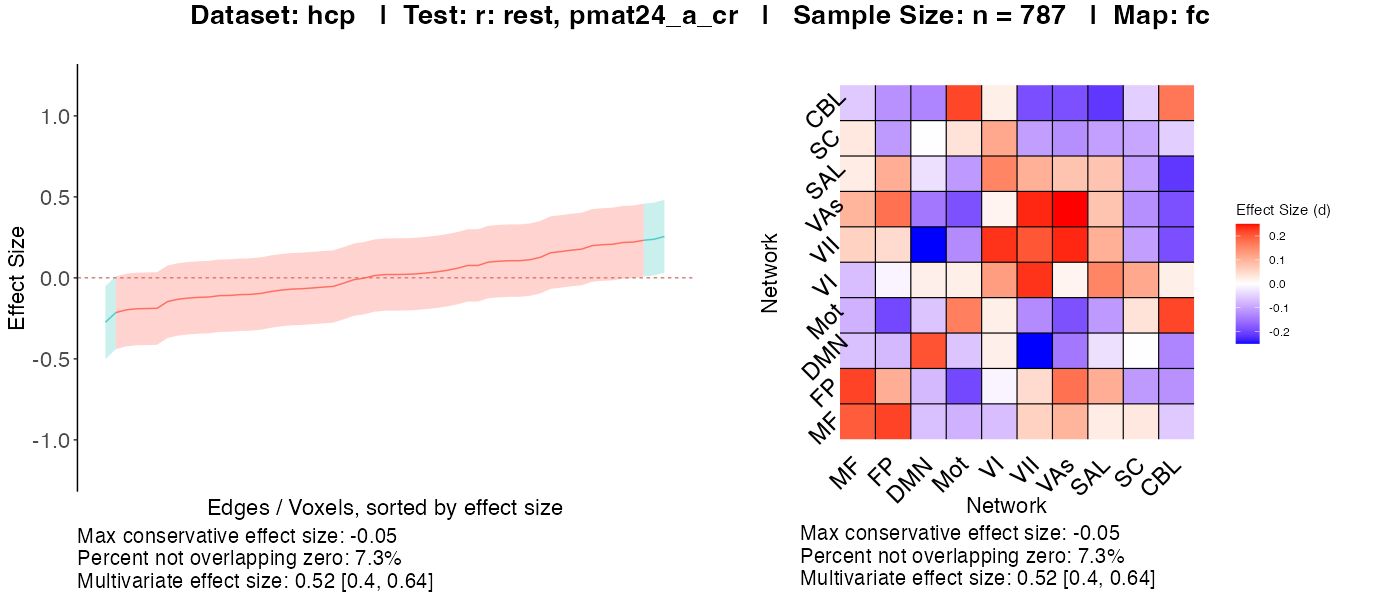 Dataset: hcp | Test: r: rest, pmat24_a_cr | Sample Size: n = 787 | Map: fc
Effect Size
1.0
0.5
0.0
-0.5
-1.0
Edges / Voxels, sorted by effect size
Max conservative effect size: -0.05
Percent not overlapping zero: 7.3%
Multivariate effect size: 0.52 [0.4, 0.64]
Network
CBL
SC
SAL
VAs
VII
VI
Mot
DMN
FP
MF
MF FP DMN Mot VI VII VAs SAL SC CBL
Network
Max conservative effect size: -0.05
Percent not overlapping zero: 7.3%
Multivariate effect size: 0.52 [0.4, 0.64]
Effect Size (d)
0.2
0.1
0.0
-0.1
-0.2